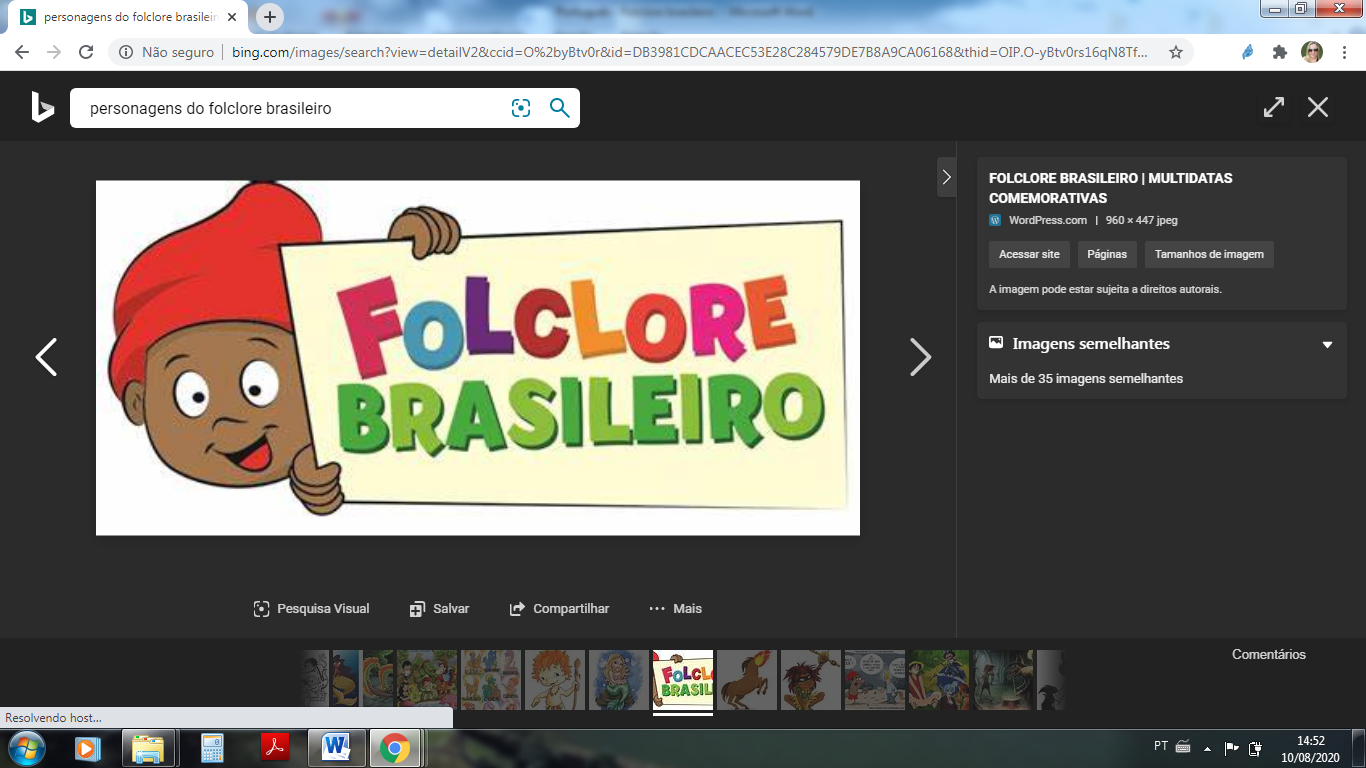 personagens do folclore brasileir
Não seguro
bing.com/images/search?view=detailV2&ccid=O%2byBtv0r&id=DB3981CDCAACEC53E28C284579DE7B8A9CA06168&thid=OIP.O-yBtv0rs16qN8Tf...
personagens do folclore brasileiro
FOLCLORE
BRASILEIRO
FOLCLORE BRASILEIRO | MULTIDATAS
COMEMORATIVAS
WordPress.com | 960 × 447 jpeg
Acessar site Páginas Tamanhos de imagem
A imagem pode estar sujeita a direitos autorais.
Imagens semelhantes
Mais de 35 imagens semelhantes
Pesquisa Visual Salvar Compartilhar Mais
Comentários
FOLCL
BRASIL
Resolvendo host...
PT
14:52
10/08/2020